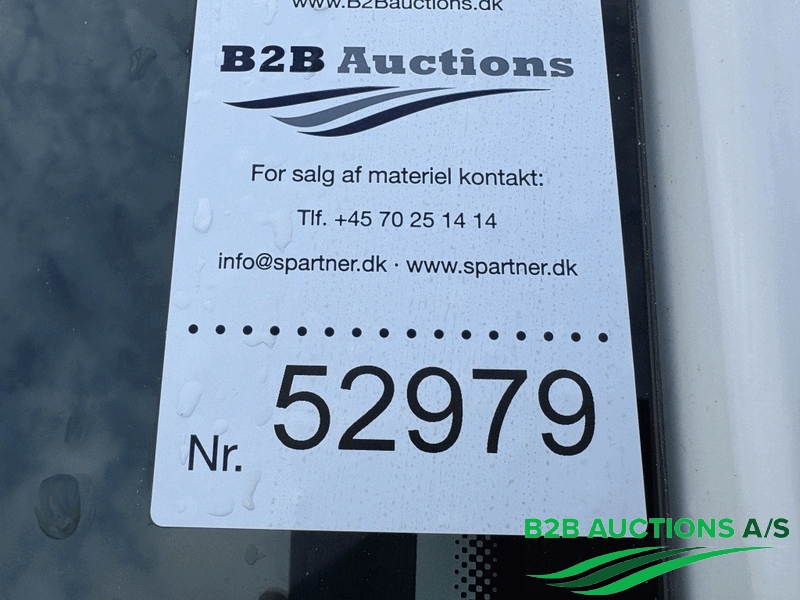 www.B2Bauctions.dk
B2B Auctions
For salg af materiel kontakt:
Tlf. +45 70 25 14 14
info@spartner.dk · www.spartner.dk
Nr. 52979
B2B AUCTIONS A/S